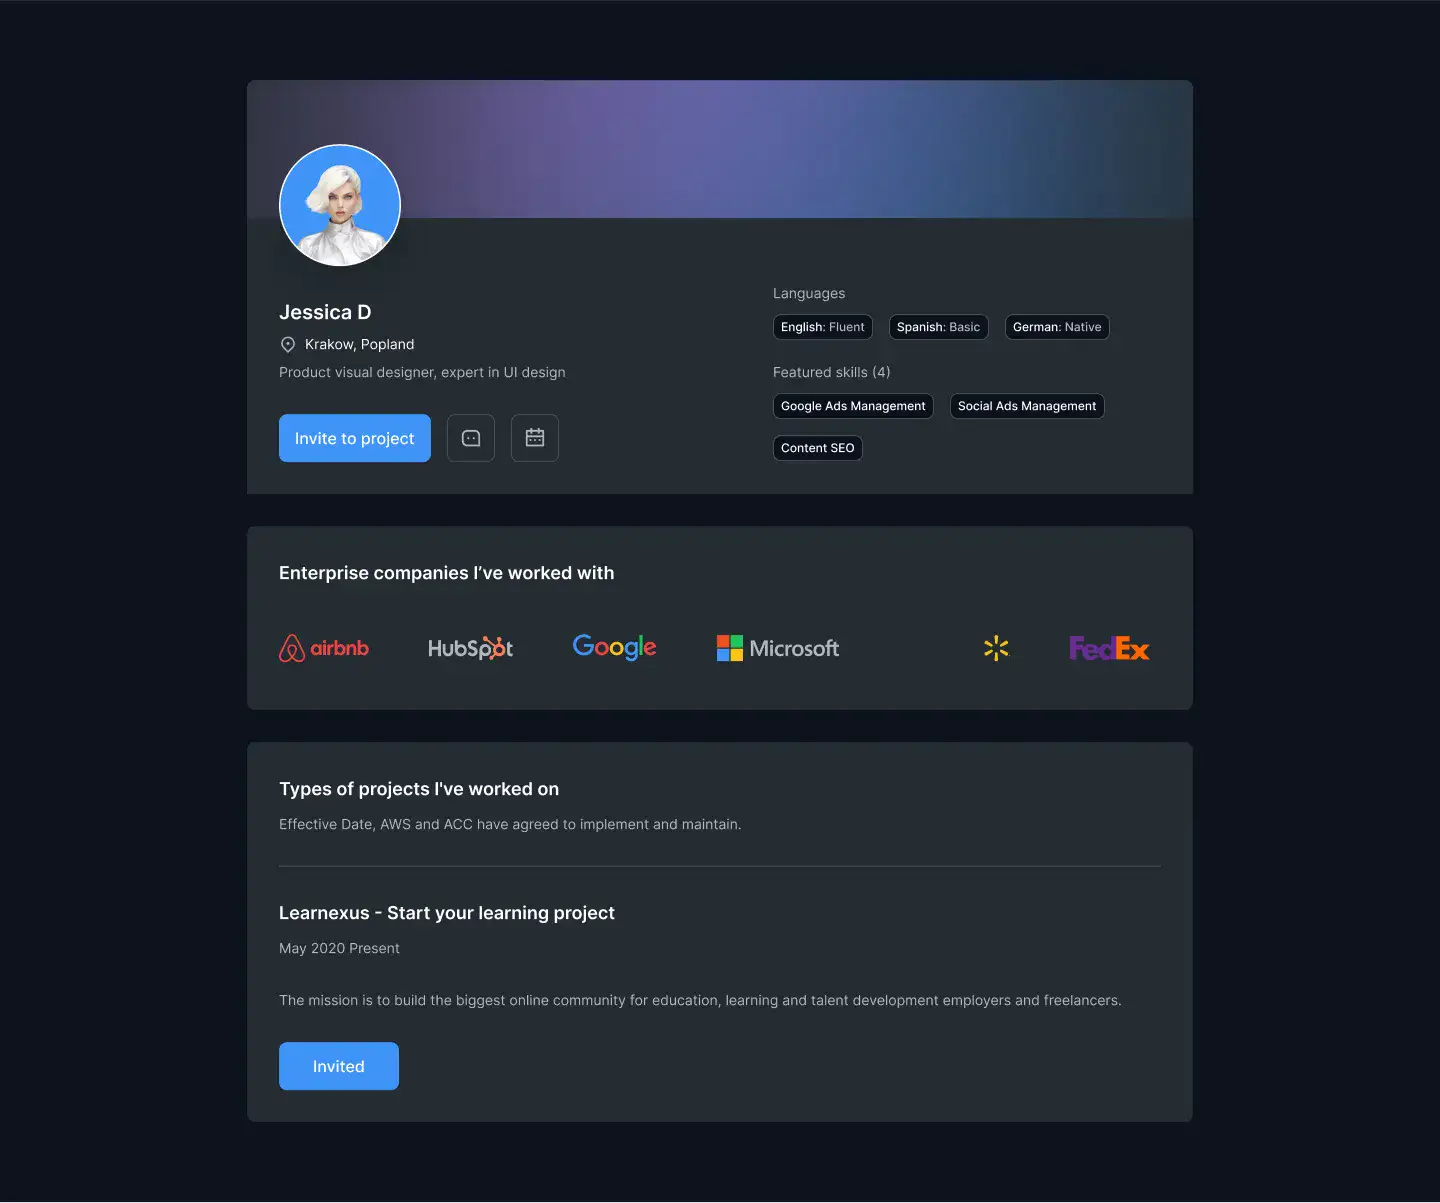 Jessica D
Krakow, Popland
Product visual designer, expert in UI design
Invite to project
Languages
English: Fluent
Spanish: Basic
German: Native
Featured skills (4)
Google Ads Management
Social Ads Management
Content SEO
Enterprise companies I’ve worked with
airbnb
HubSpot
Google
Microsoft
FedEx
Types of projects I've worked on
Effective Date, AWS and ACC have agreed to implement and maintain.
Learnexus - Start your learning project
May 2020 Present
The mission is to build the biggest online community for education, learning and talent development employers and freelancers.
Invited